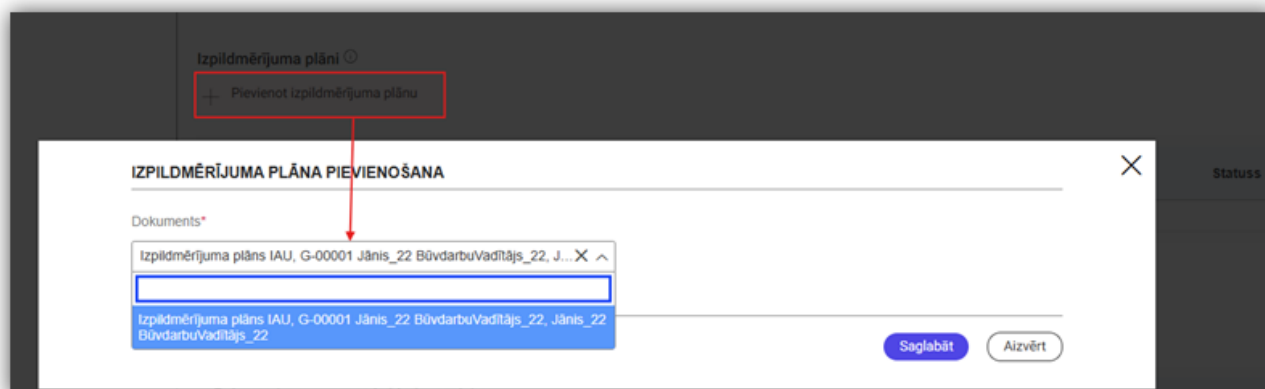 Izpildmērījuma plāni
Pievienot izpildmērījuma plānu
IZPILDMĒRĪJUMA PLĀNA PIEVIENOŠANA
Statuss
Dokuments*
Izpildmērījuma plāns IAU, G-00001 Jānis_22 BūvdarbuVadītājs_22, J...
Izpildmērījuma plāns IAU, G-00001 Jānis_22 BūvdarbuVadītājs_22, Jānis_22
BūvdarbuVadītājs_22
Saglabāt
Aizvērt